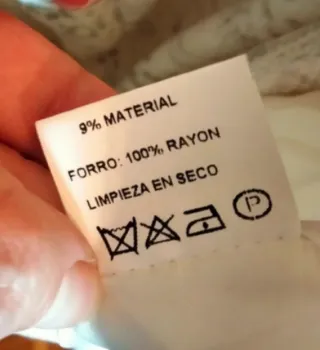 9% MATERIAL
FORRO: 100% RAYON
LIMPIEZA EN SECO
P